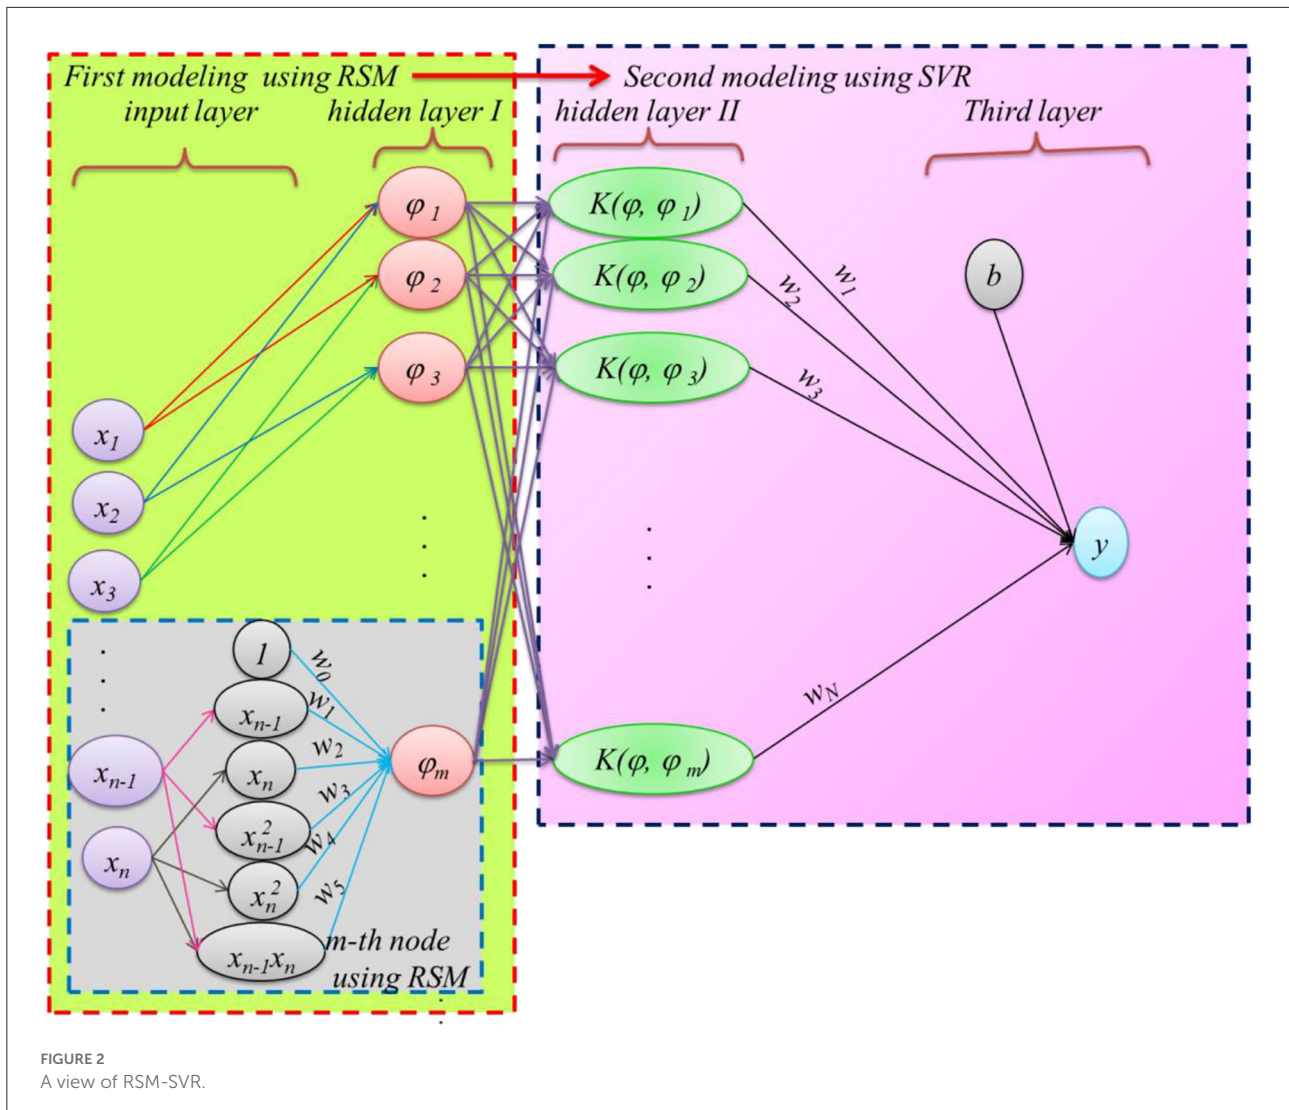 First modeling using RSM
Second modeling using SVR
input layer
hidden layer I
hidden layer II
Third layer
φ 1
K(φ, φ 1)
φ 2
K(φ, φ 2)
φ 3
K(φ, φ 3)
w1
w2
w3
b
x1
x2
x3
y
1
xn-1
xn
x²n-1
x²n
xn-1xn
w0
w1
w2
w3
w4
w5
xn-1
xn
φm
K(φ, φ m)
wN
m-th node
using RSM
FIGURE 2
A view of RSM-SVR.